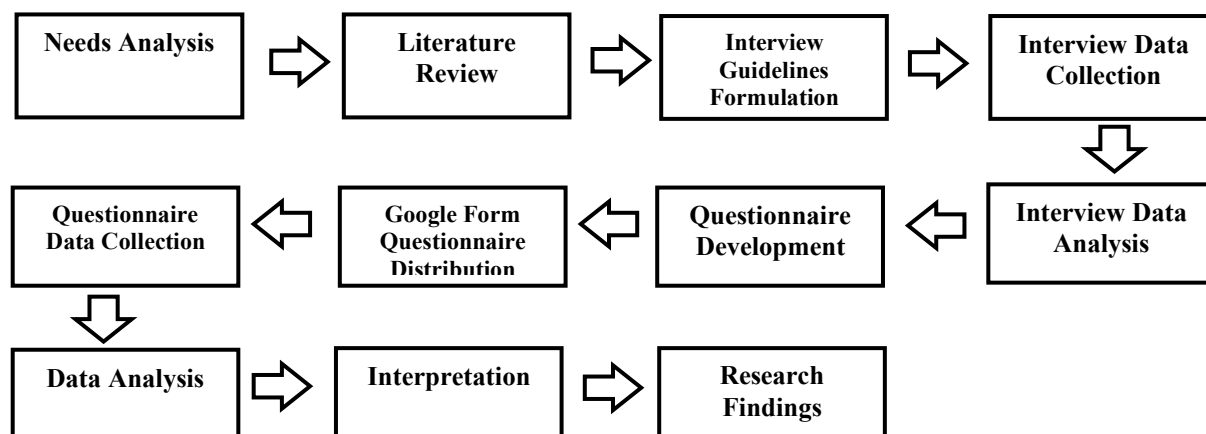 Needs Analysis
Literature
Review
Interview
Guidelines
Formulation
Interview Data
Collection
Questionnaire
Data Collection
Google Form
Questionnaire
Distribution
Questionnaire
Development
Interview Data
Analysis
Data Analysis
Interpretation
Research
Findings